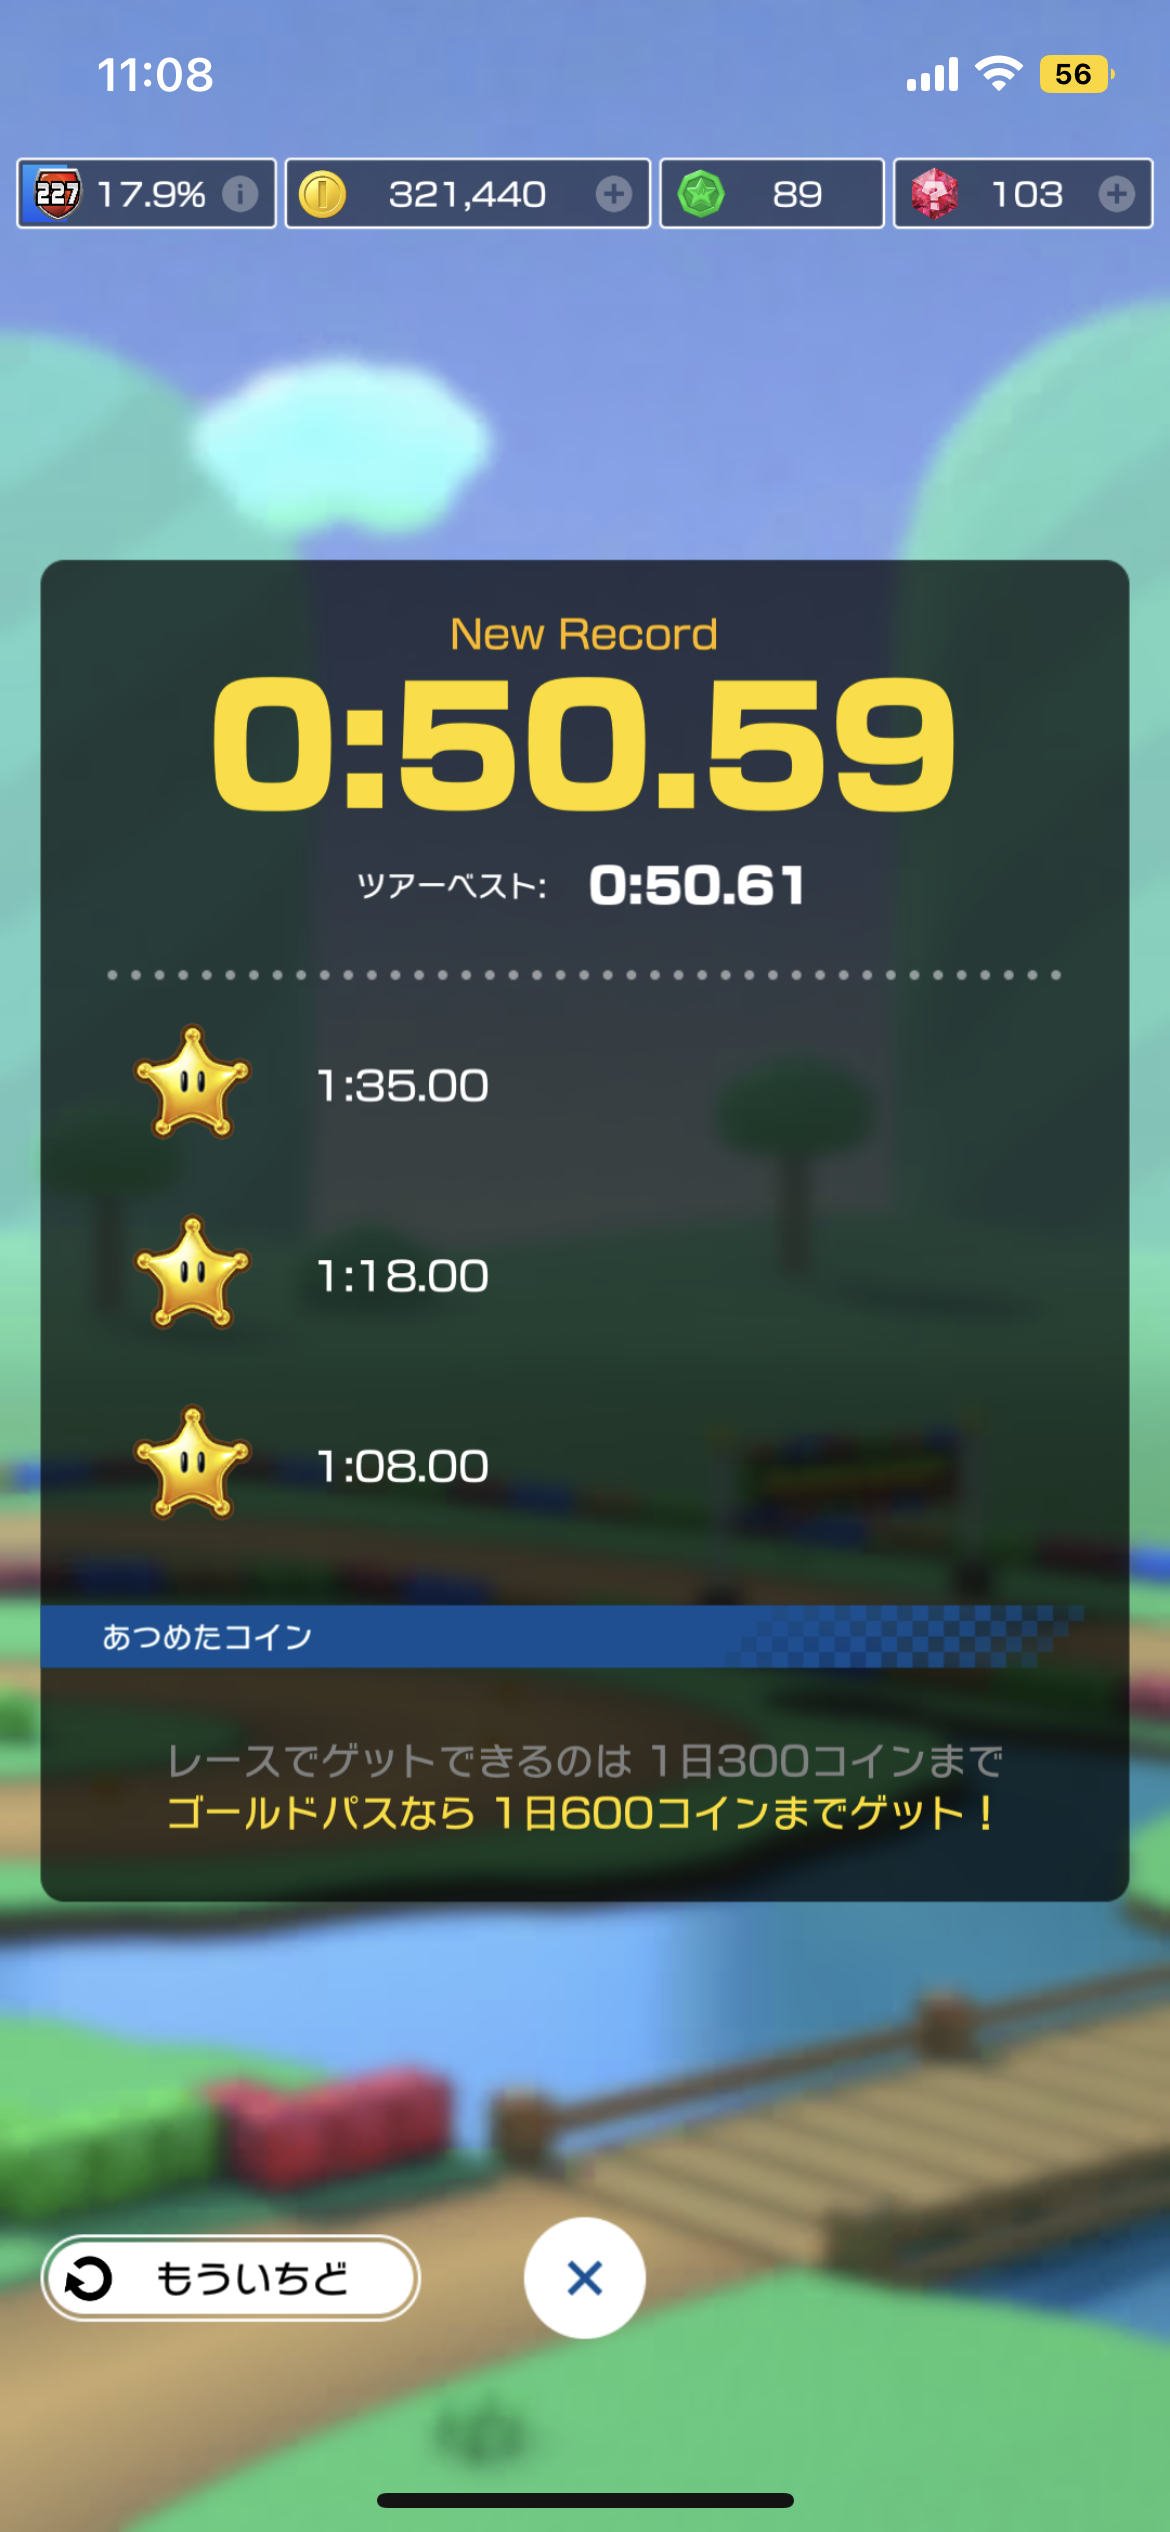 11:08
56
227 17.9% i 321,440 + 89 ? 103 +
New Record
0:50.59
ツアーベスト: 0:50.61
1:35.00
1:18.00
1:08.00
あつめたコイン
レースでゲットできるのは 1日300コインまで
ゴールドパスなら 1日600コインまでゲット！
もういちど ×